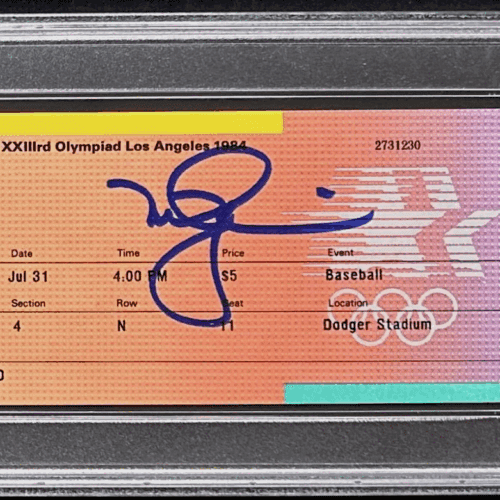 XXIIIrd Olympiad Los Angeles 1984 2731230
Date Time Price Event
Jul 31 4:00 PM $5 Baseball
Section Row Seat Location
4 N 11 Dodger Stadium